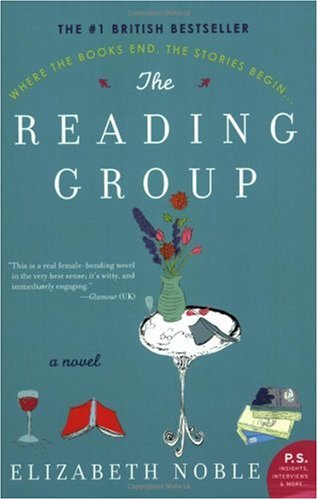 THE #1 BRITISH BESTSELLER
WHERE THE BOOKS END, THE STORIES BEGIN...
The
READING
GROUP
"This is a real female-bonding novel
in the very best sense; it's witty, and
immediately engaging."
—Glamour (UK)
a novel
P.S.
INSIGHTS,
INTERVIEWS
& MORE...
ELIZABETH NOBLE